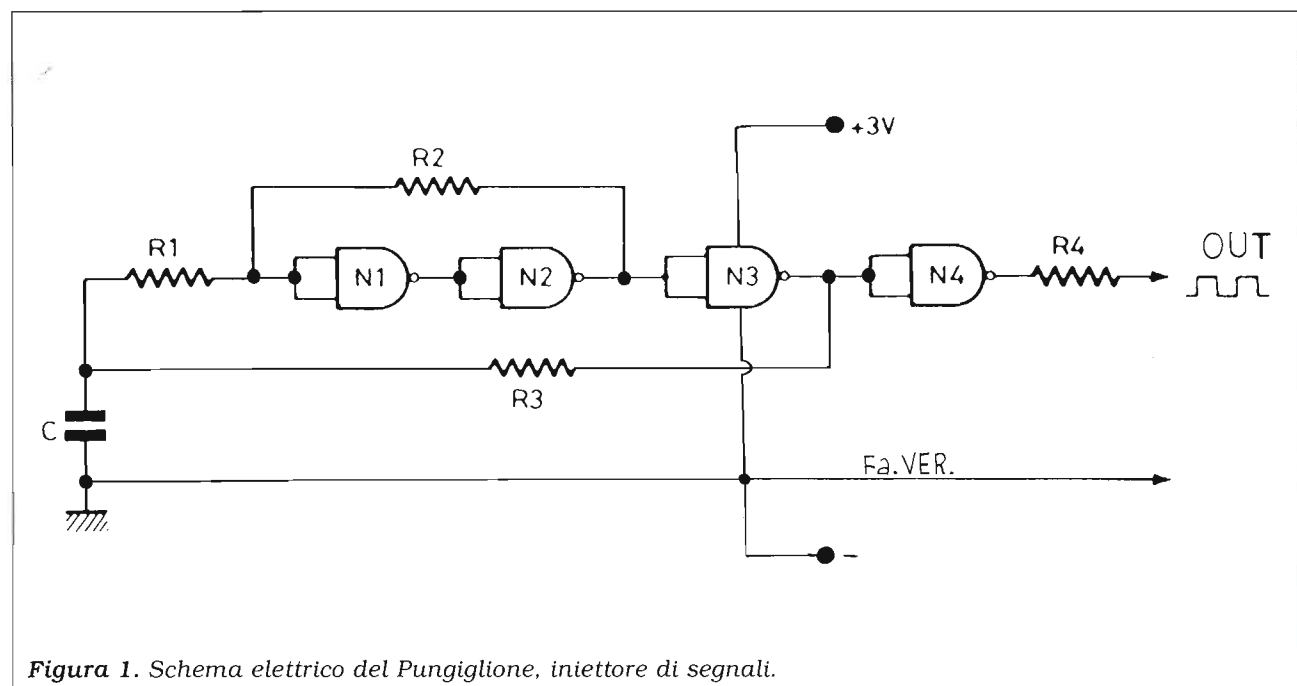 +3V
R2
R1
N1
N2
N3
N4
R4
OUT
R3
C
Fa.VER.
-
Figura 1. Schema elettrico del Pungiglione, iniettore di segnali.